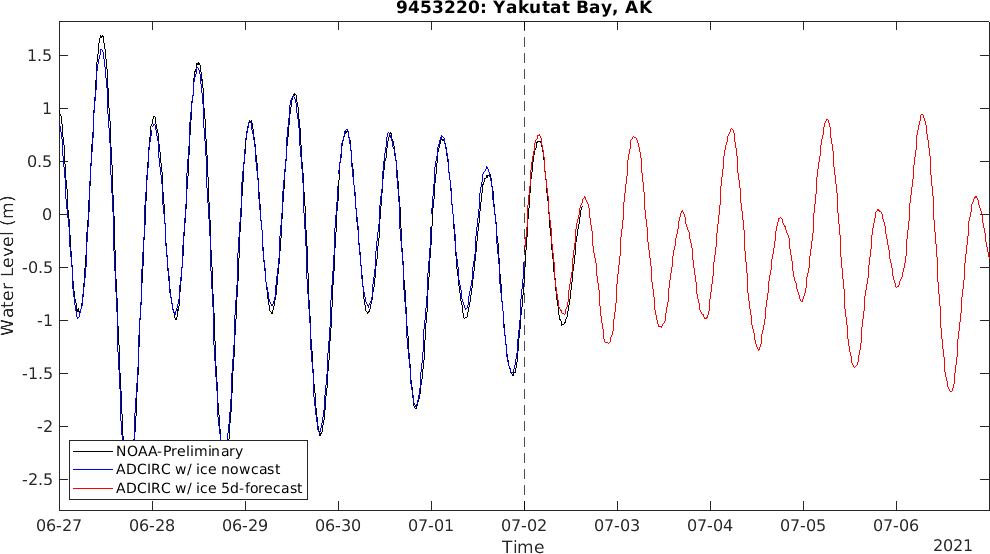 9453220: Yakutat Bay, AK
Water Level (m)
1.5
1
0.5
0
-0.5
-1
-1.5
-2
-2.5
NOAA-Preliminary
ADCIRC w/ ice nowcast
ADCIRC w/ ice 5d-forecast
06-27 06-28 06-29 06-30 07-01 07-02 07-03 07-04 07-05 07-06
Time
2021